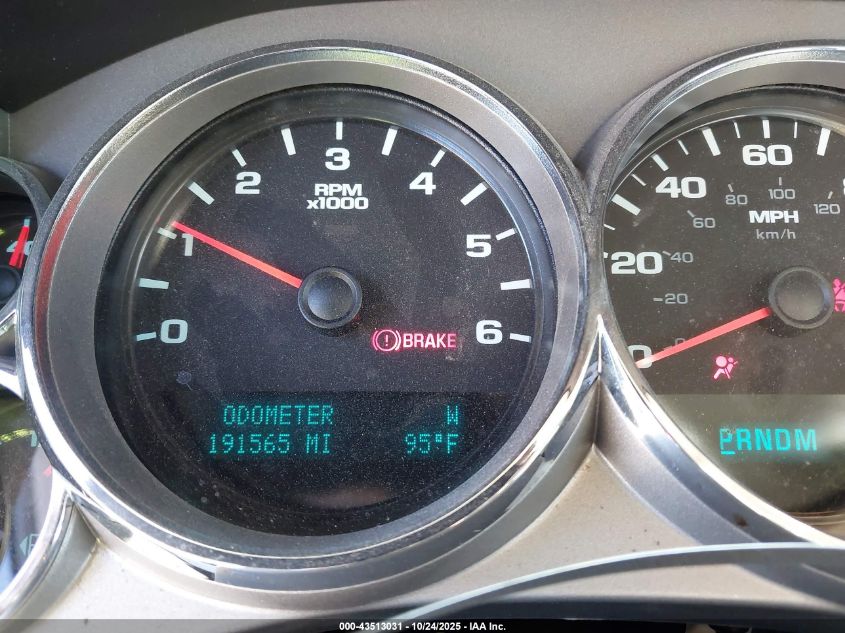 0 1 2 3 4 5 6
RPM
x1000
BRAKE
ODOMETER W
191565 MI 95°F
20 40 60
20 40 60 80 100 120
MPH
km/h
PRNDM
000-43513031 - 10/24/2025 - IAA Inc.